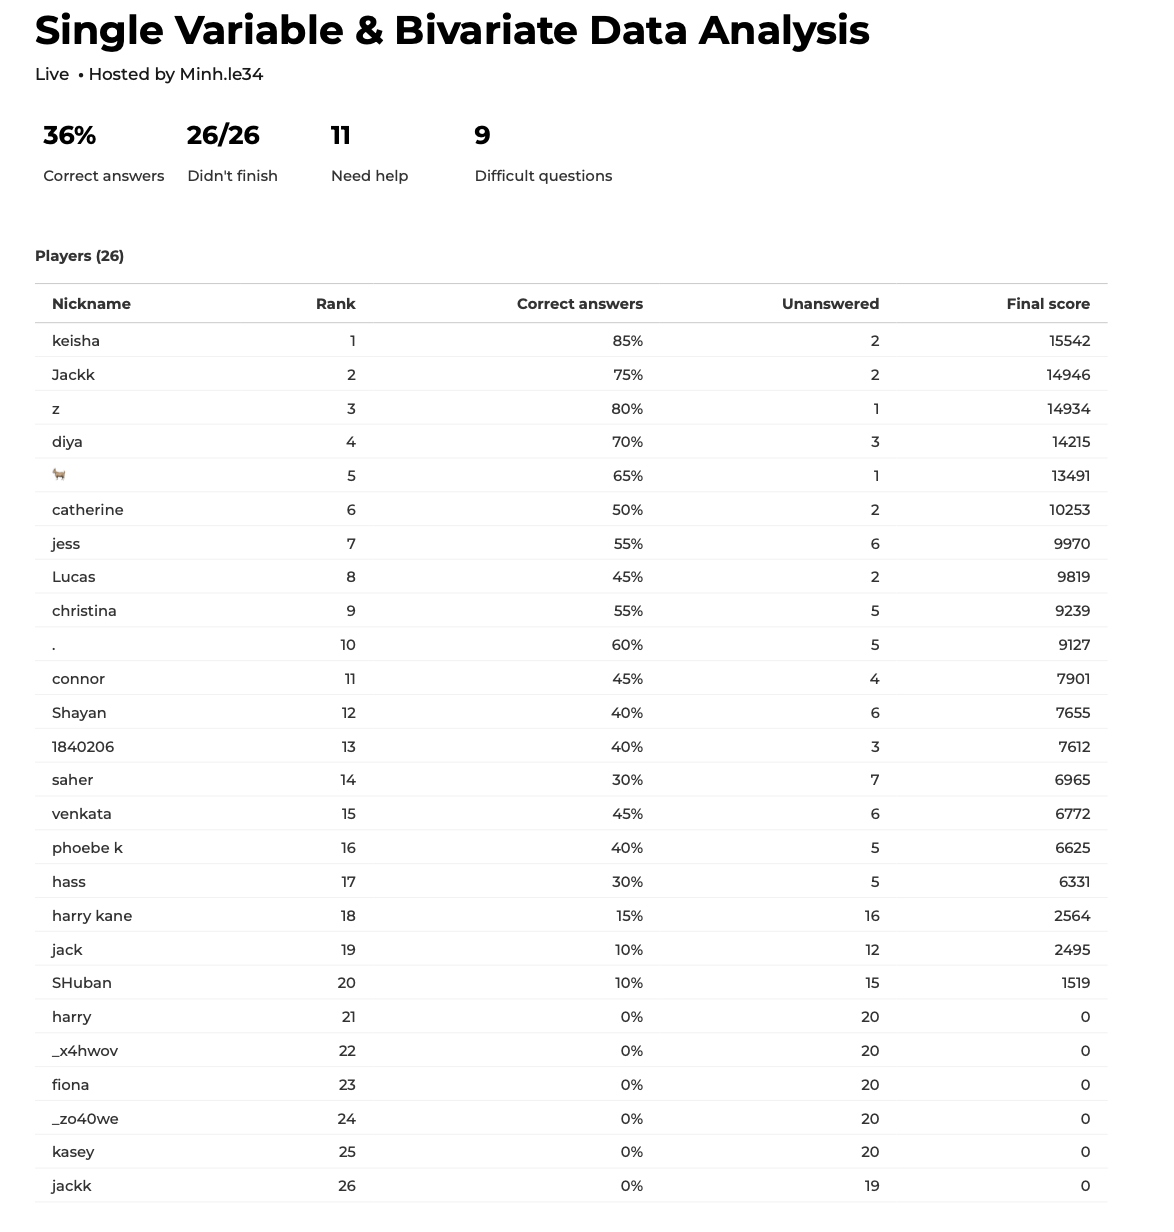 Single Variable & Bivariate Data Analysis
Live • Hosted by Minh.le34
36% 26/26 11 9
Correct answers Didn't finish Need help Difficult questions
Players (26)
Nickname Rank Correct answers Unanswered Final score
keisha 1 85% 2 15542
Jackk 2 75% 2 14946
z 3 80% 1 14934
diya 4 70% 3 14215
🐐 5 65% 1 13491
catherine 6 50% 2 10253
jess 7 55% 6 9970
Lucas 8 45% 2 9819
christina 9 55% 5 9239
. 10 60% 5 9127
connor 11 45% 4 7901
Shayan 12 40% 6 7655
1840206 13 40% 3 7612
saher 14 30% 7 6965
venkata 15 45% 6 6772
phoebe k 16 40% 5 6625
hass 17 30% 5 6331
harry kane 18 15% 16 2564
jack 19 10% 12 2495
SHuban 20 10% 15 1519
harry 21 0% 20 0
_x4hwov 22 0% 20 0
fiona 23 0% 20 0
_zo40we 24 0% 20 0
kasey 25 0% 20 0
jackk 26 0% 19 0